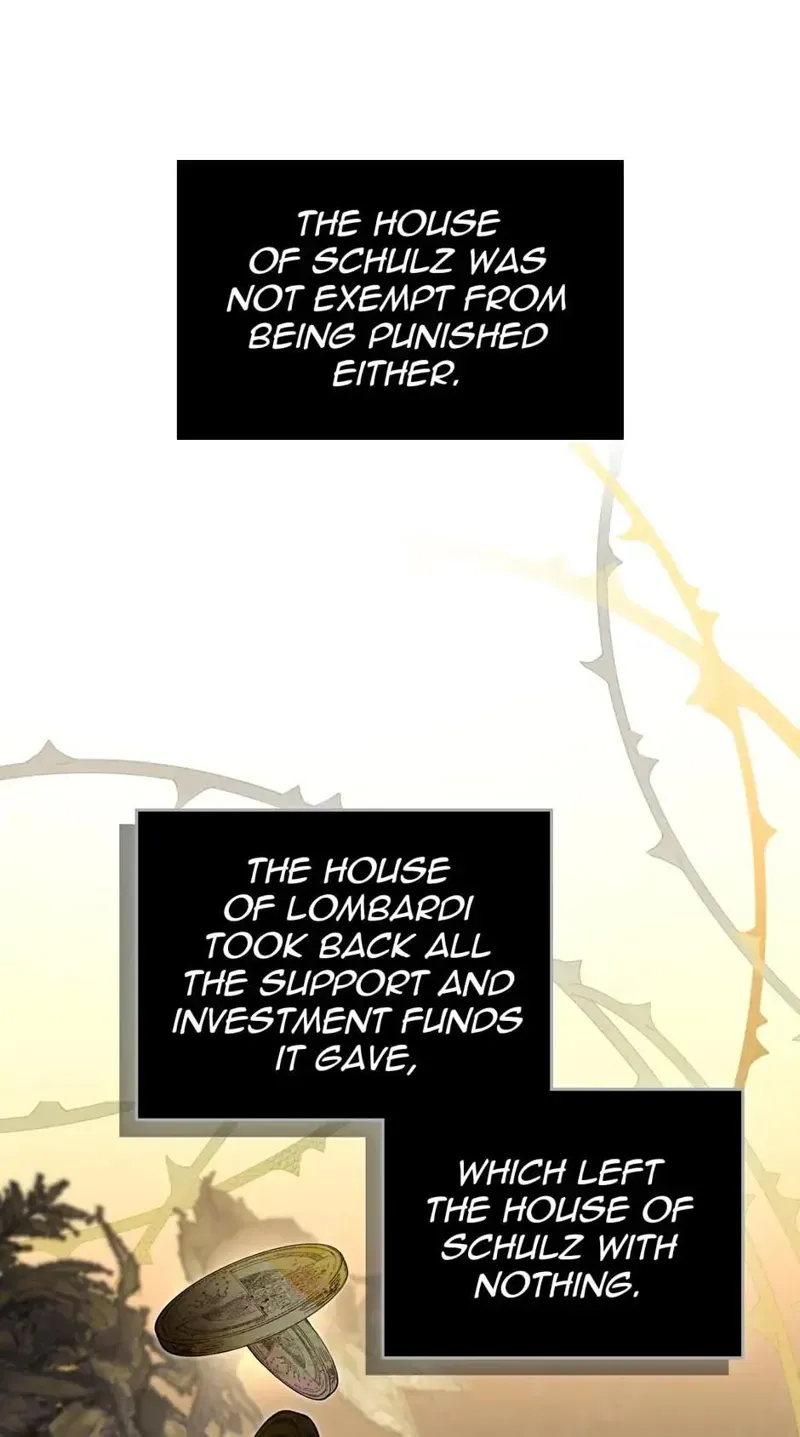 THE HOUSE
OF SCHULZ WAS
NOT EXEMPT FROM
BEING PUNISHED
EITHER.
THE HOUSE
OF LOMBARDI
TOOK BACK ALL
THE SUPPORT AND
INVESTMENT FUNDS
IT GAVE,
WHICH LEFT
THE HOUSE OF
SCHULZ WITH
NOTHING.